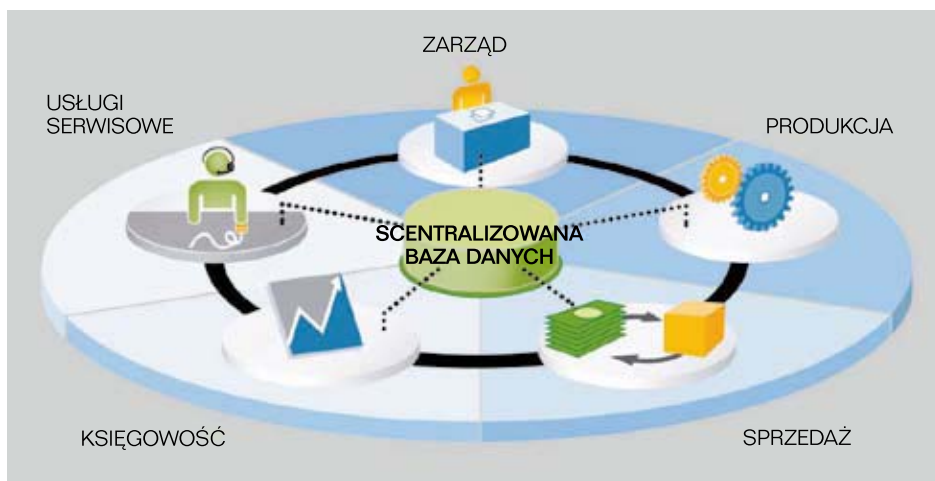 ZARZĄD
USŁUGI
SERWISOWE
PRODUKCJA
SCENTRALIZOWANA
BAZA DANYCH
KSIĘGOWOŚĆ
SPRZEDAŻ